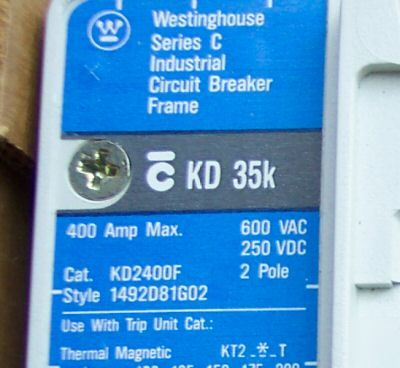 Westinghouse
Series C
Industrial
Circuit Breaker
Frame
C KD 35k
400 Amp Max. 600 VAC
250 VDC
Cat. KD2400F 2 Pole
Style 1492D81G02
Use With Trip Unit Cat.:
Thermal Magnetic KT2_*_T